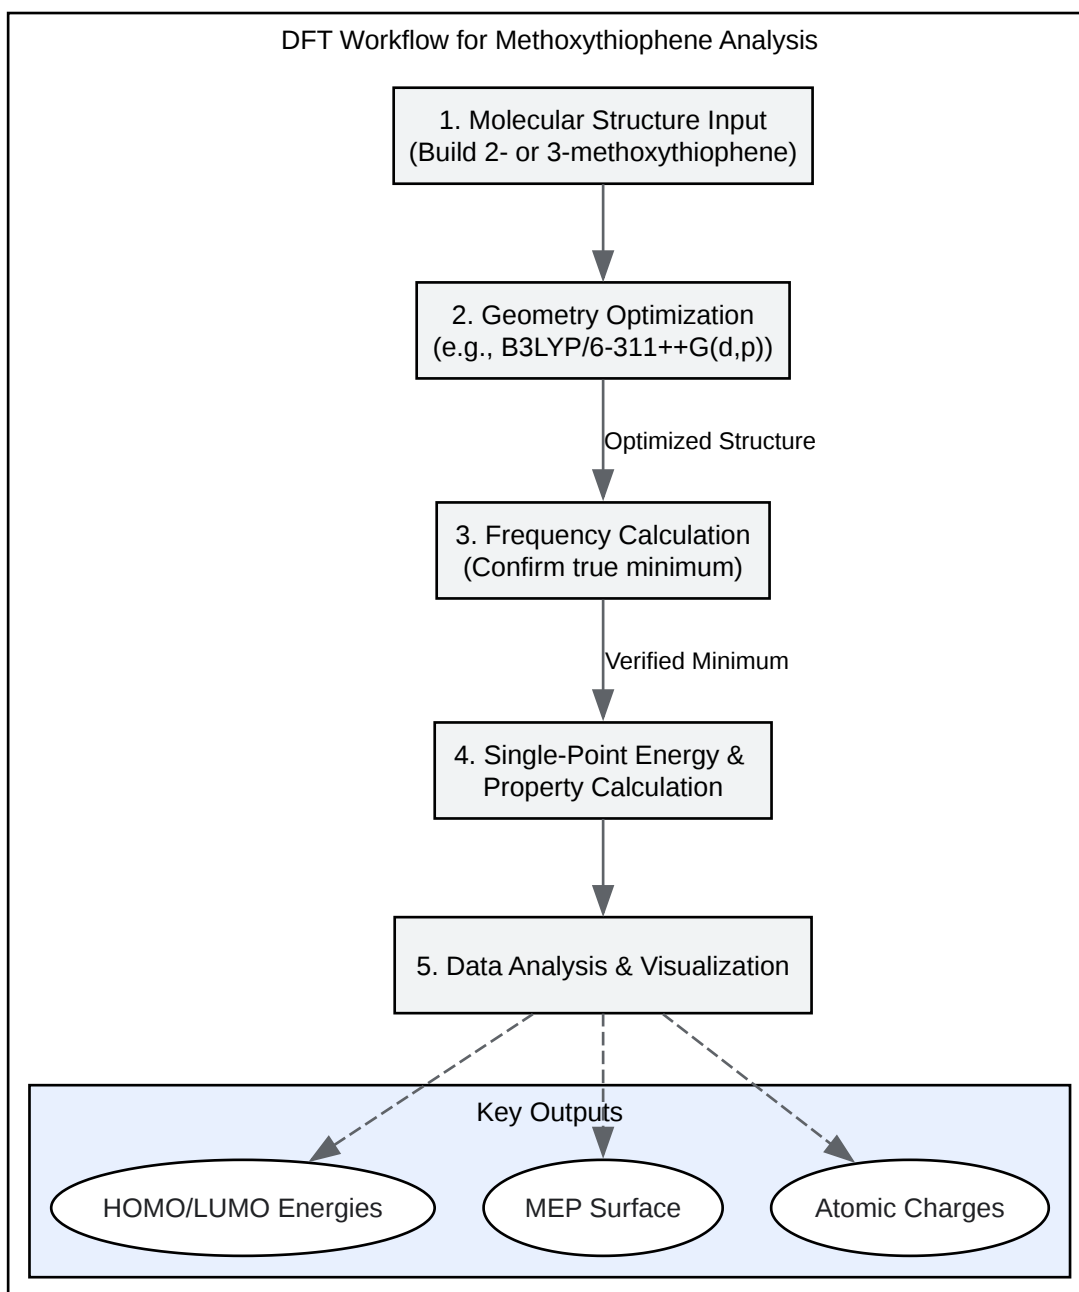 DFT Workflow for Methoxythiophene Analysis
1. Molecular Structure Input
(Build 2- or 3-methoxythiophene)
2. Geometry Optimization
(e.g., B3LYP/6-311++G(d,p))
Optimized Structure
3. Frequency Calculation
(Confirm true minimum)
Verified Minimum
4. Single-Point Energy &
Property Calculation
5. Data Analysis & Visualization
Key Outputs
HOMO/LUMO Energies
MEP Surface
Atomic Charges